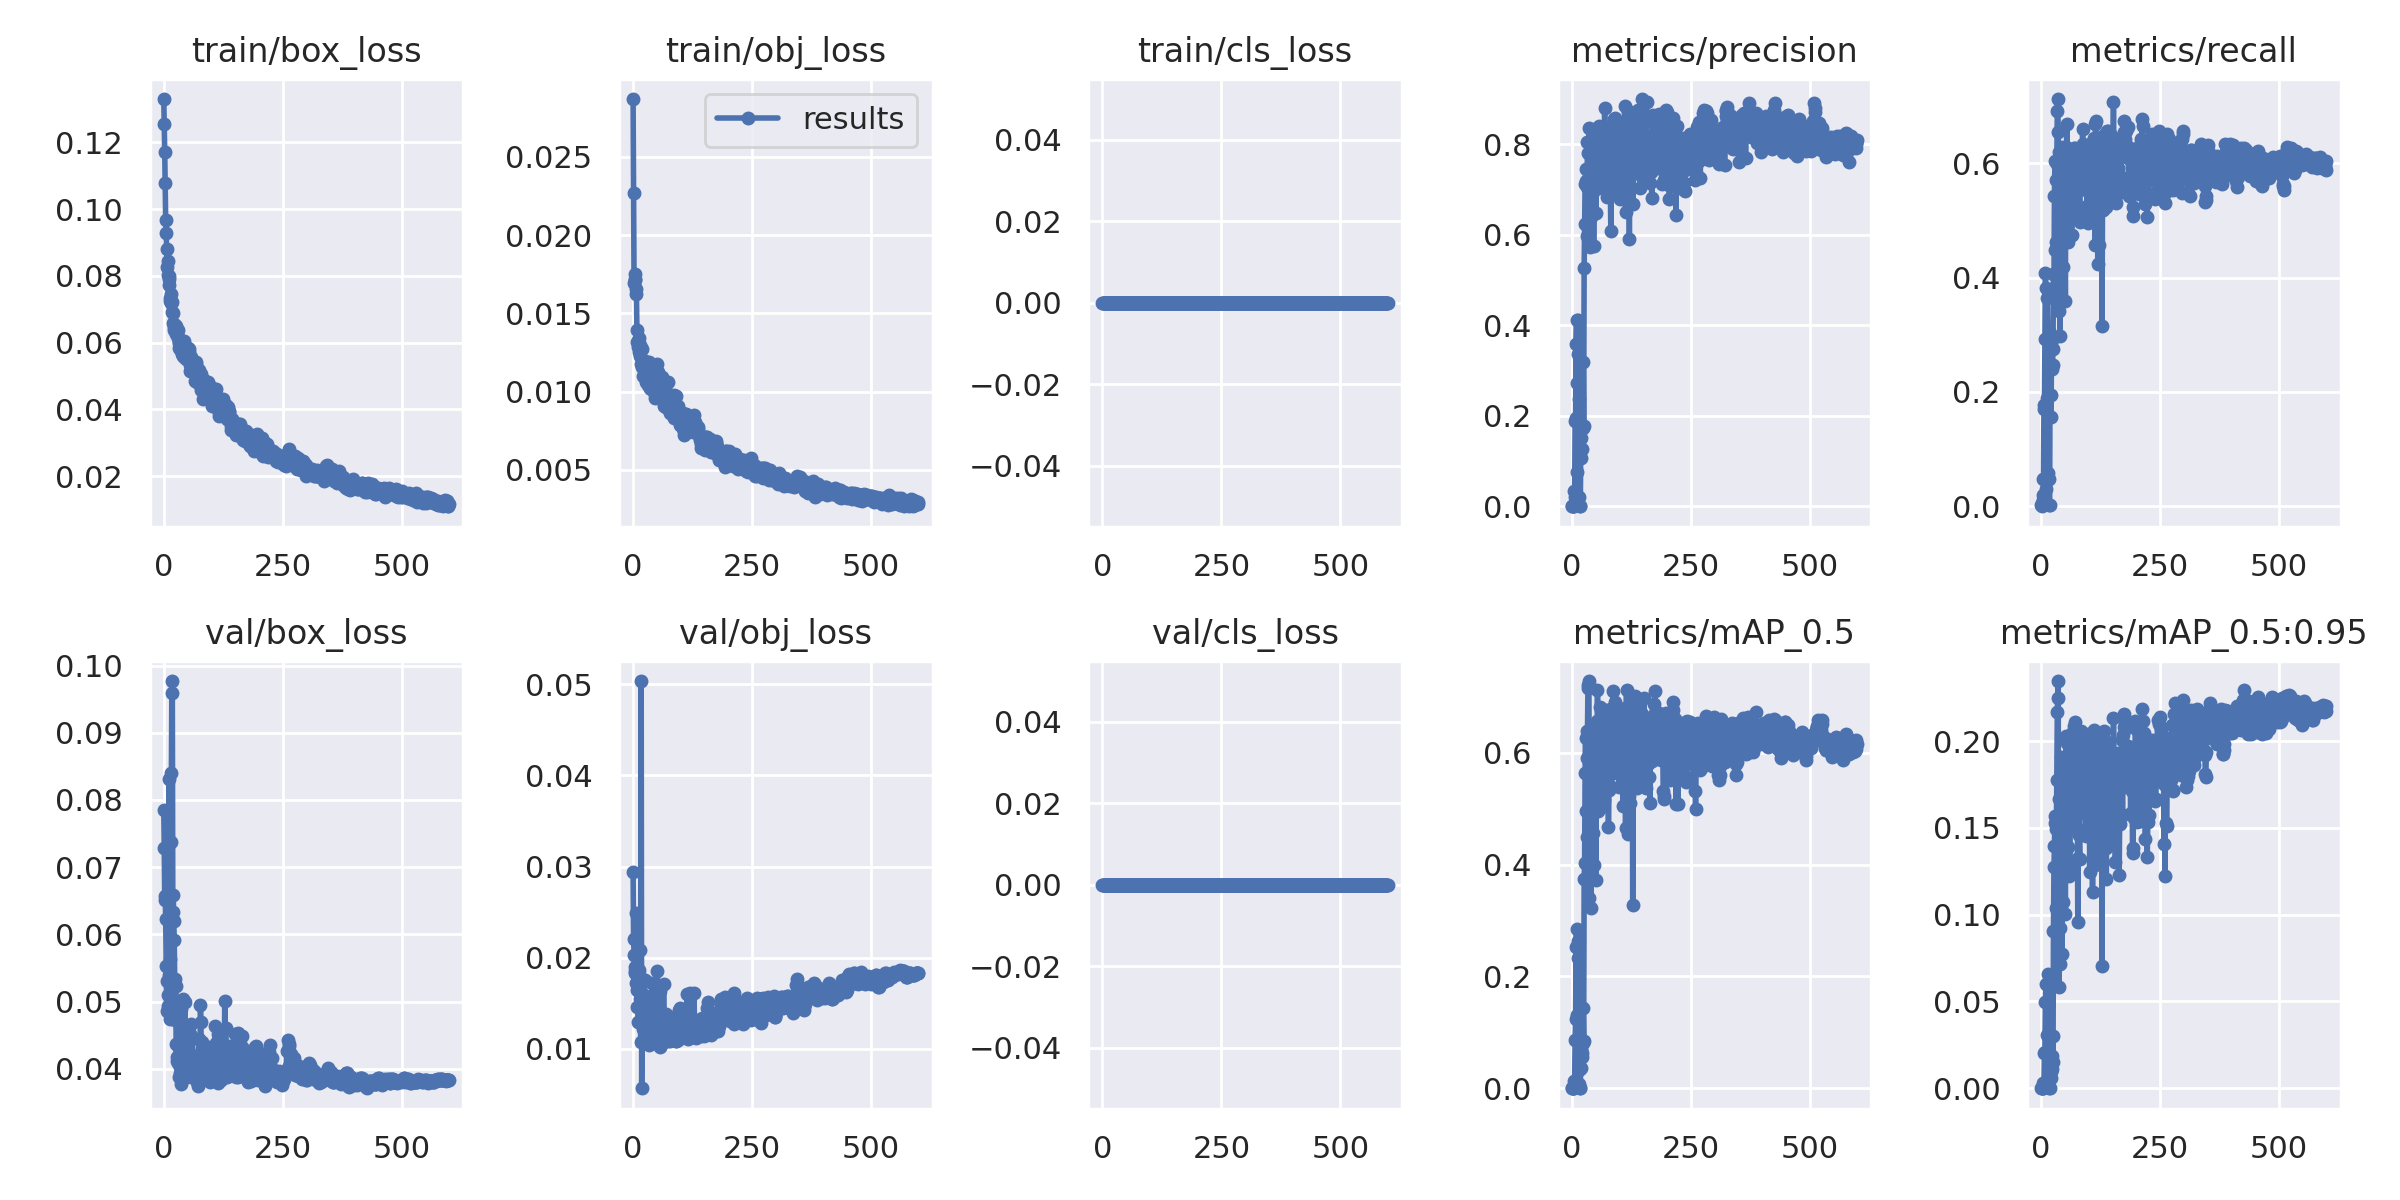 train/box_loss
train/obj_loss
train/cls_loss
metrics/precision
metrics/recall
results
0.12
0.10
0.08
0.06
0.04
0.02
0 250 500
0.025
0.020
0.015
0.010
0.005
0 250 500
0.04
0.02
0.00
−0.02
−0.04
0 250 500
0.8
0.6
0.4
0.2
0.0
0 250 500
0.6
0.4
0.2
0.0
0 250 500
val/box_loss
val/obj_loss
val/cls_loss
metrics/mAP_0.5
metrics/mAP_0.5:0.95
0.10
0.09
0.08
0.07
0.06
0.05
0.04
0 250 500
0.05
0.04
0.03
0.02
0.01
0 250 500
0.04
0.02
0.00
−0.02
−0.04
0 250 500
0.6
0.4
0.2
0.0
0 250 500
0.20
0.15
0.10
0.05
0.00
0 250 500